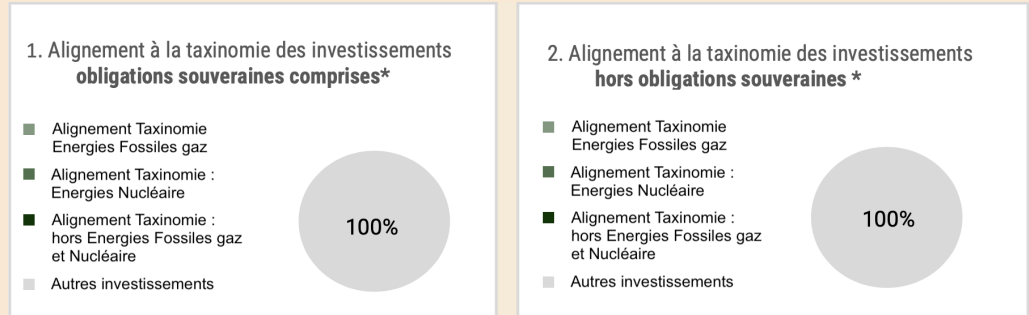 1. Alignement à la taxinomie des investissements
obligations souveraines comprises*
Alignement Taxinomie
Energies Fossiles gaz
Alignement Taxinomie :
Energies Nucléaire
Alignement Taxinomie :
hors Energies Fossiles gaz
et Nucléaire
Autres investissements
100%
2. Alignement à la taxinomie des investissements
hors obligations souveraines *
Alignement Taxinomie
Energies Fossiles gaz
Alignement Taxinomie :
Energies Nucléaire
Alignement Taxinomie :
hors Energies Fossiles gaz
et Nucléaire
Autres investissements
100%